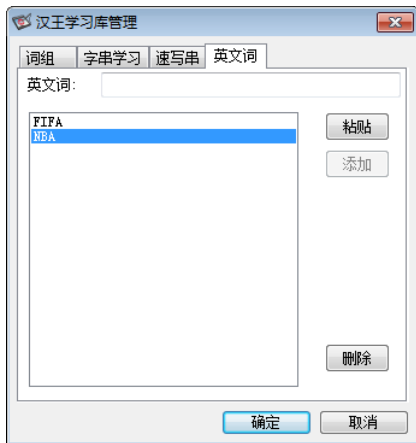 汉王学习库管理
词组 字串学习 速写串 英文词
英文词:
FIFA
NBA
粘贴
添加
删除
确定 取消